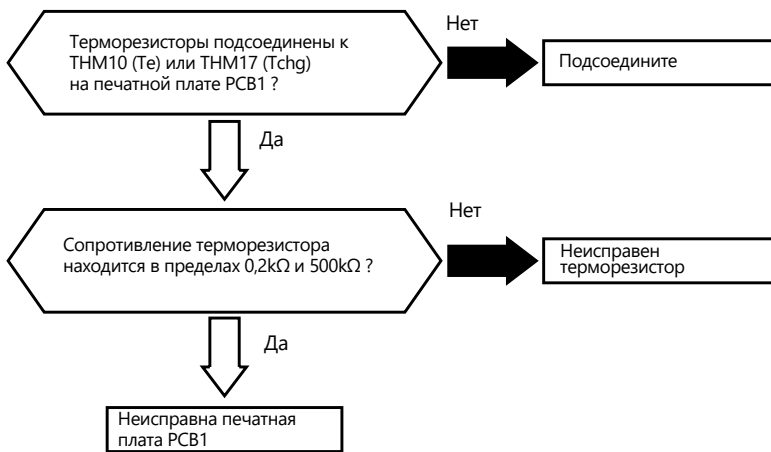 Терморезисторы подсоединены к
THM10 (Te) или THM17 (Tchg)
на печатной плате PCB1 ?
Нет
Подсоедините
Да
Сопротивление терморезистора
находится в пределах 0,2kΩ и 500kΩ ?
Нет
Неисправен
терморезистор
Да
Неисправна печатная
плата PCB1